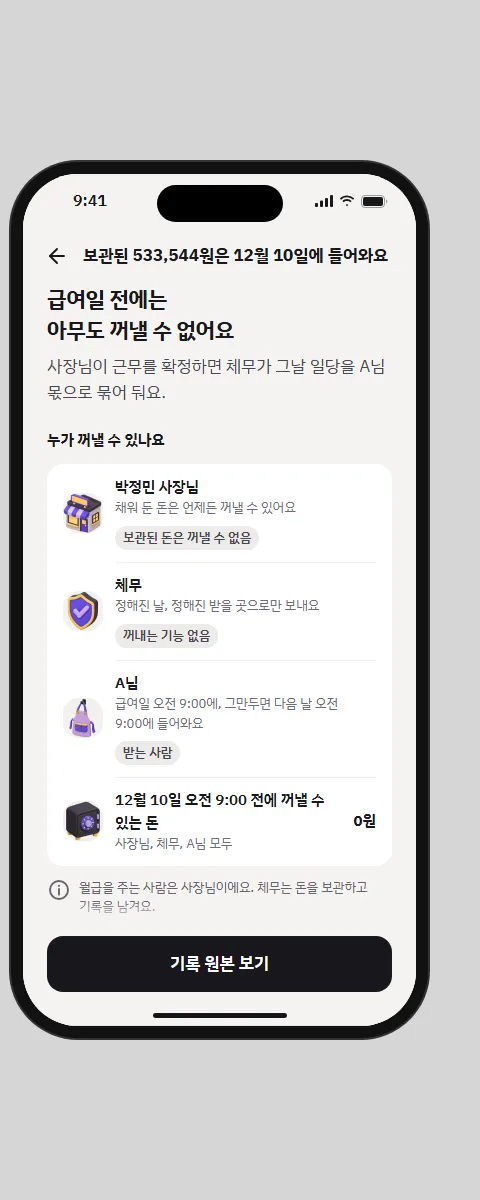 9:41
보관된 533,544원은 12월 10일에 들어와요
급여일 전에는
아무도 꺼낼 수 없어요
사장님이 근무를 확정하면 체무가 그날 일당을 A님
몫으로 묶어 둬요.
누가 꺼낼 수 있나요
박정민 사장님
채워 둔 돈은 언제든 꺼낼 수 있어요
보관된 돈은 꺼낼 수 없음
체무
정해진 날, 정해진 받을 곳으로만 보내요
꺼내는 기능 없음
A님
급여일 오전 9:00에, 그만두면 다음 날 오전
9:00에 들어와요
받는 사람
12월 10일 오전 9:00 전에 꺼낼 수
있는 돈
0원
사장님, 체무, A님 모두
월급을 주는 사람은 사장님이에요. 체무는 돈을 보관하고
기록을 남겨요.
기록 원본 보기